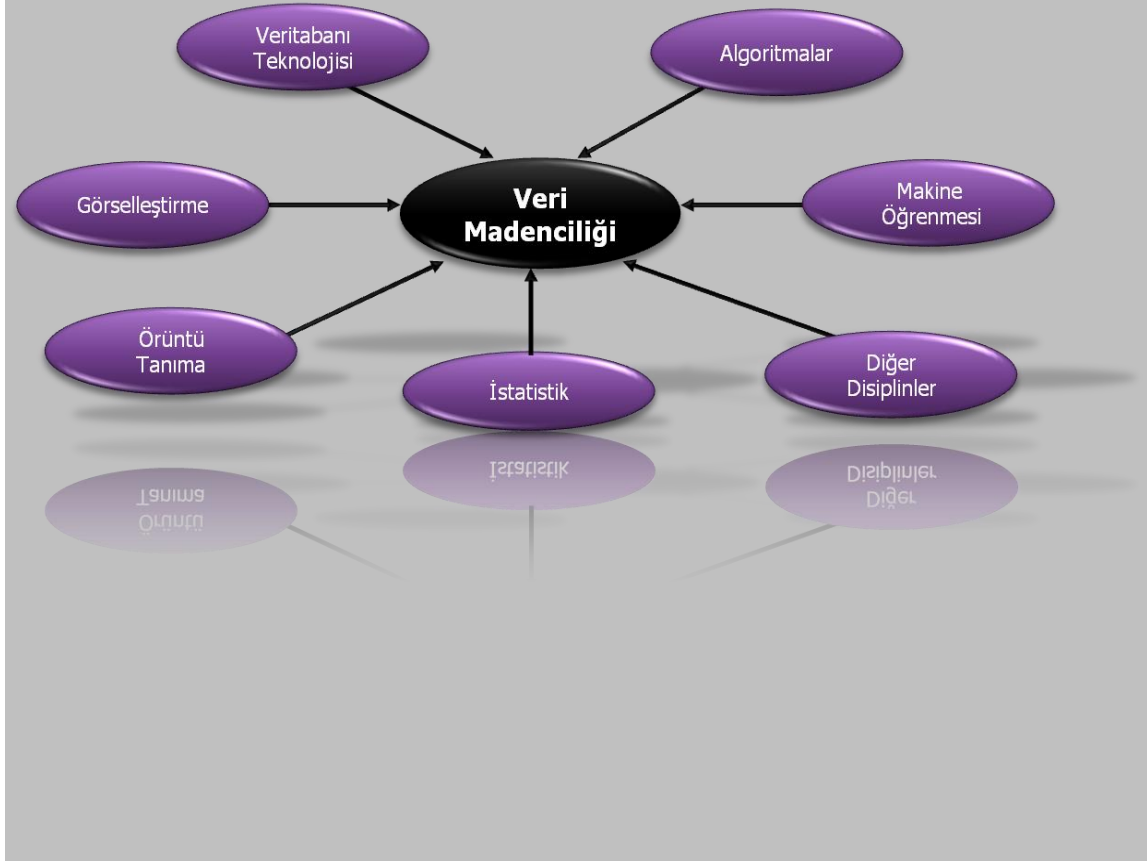 Veritabanı
Teknolojisi
Algoritmalar
Görselleştirme
Veri
Madenciliği
Makine
Öğrenmesi
Örüntü
Tanıma
İstatistik
Diğer
Disiplinler